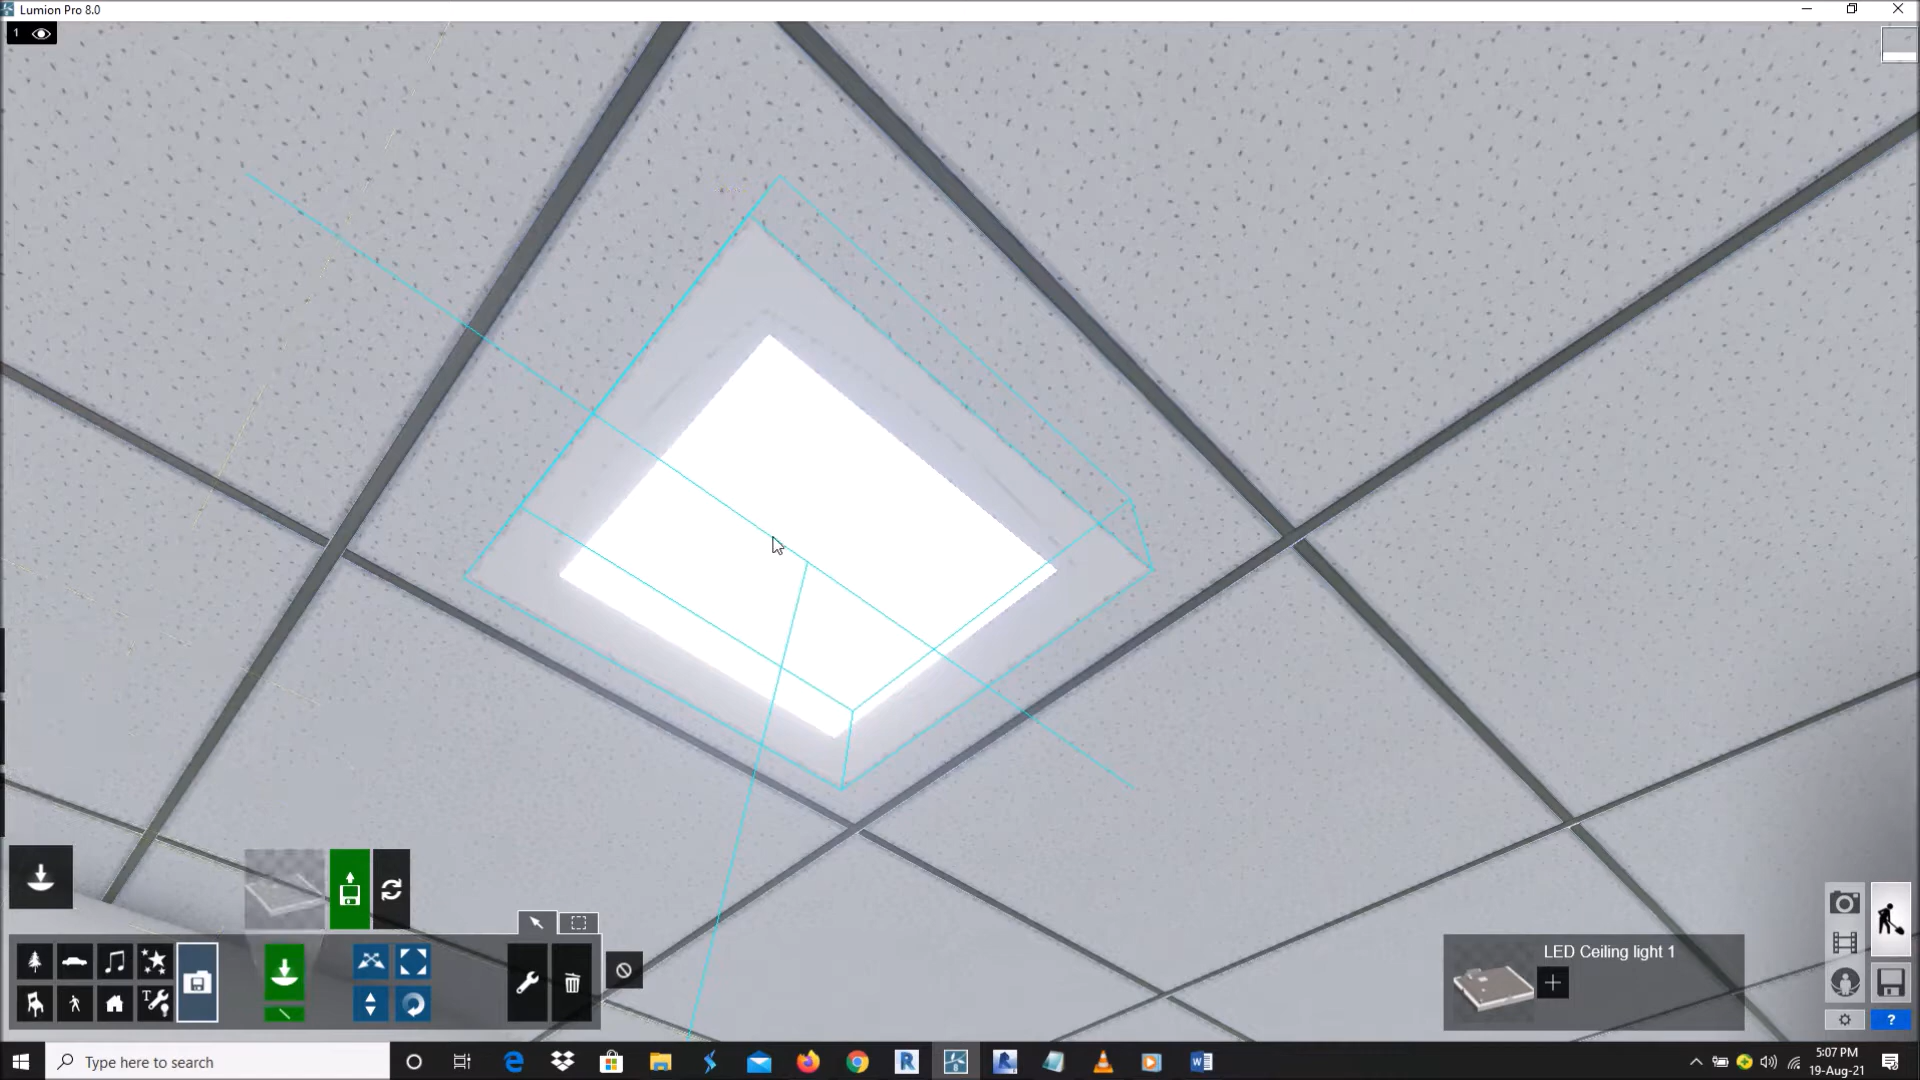 Lumion Pro 8.0
1
LED Ceiling light 1
?
Type here to search
5:07 PM
19-Aug-21